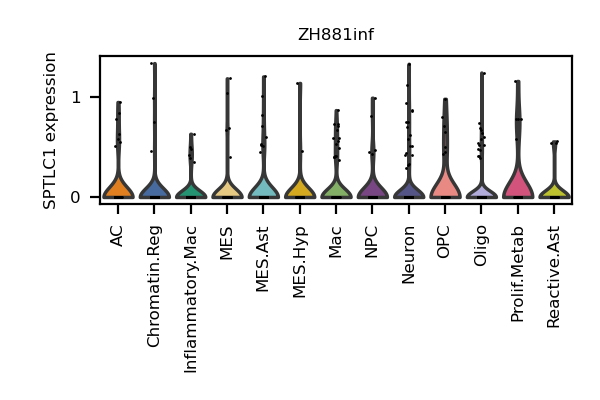 ZH881inf
SPTLC1 expression
1
0
AC
Chromatin.Reg
Inflammatory.Mac
MES
MES.Ast
MES.Hyp
Mac
NPC
Neuron
OPC
Oligo
Prolif.Metab
Reactive.Ast